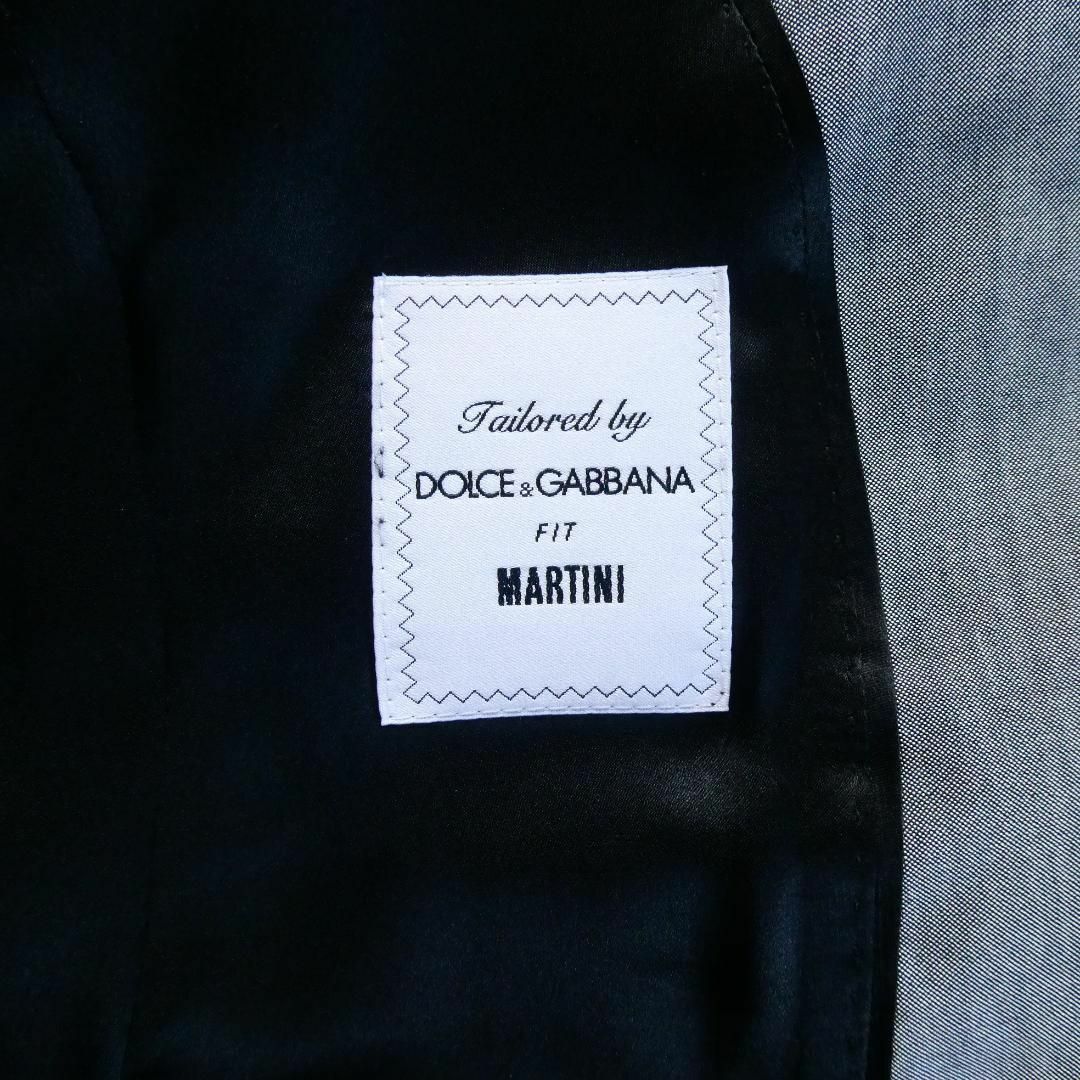 Tailored by
DOLCE & GABBANA
FIT
MARTINI